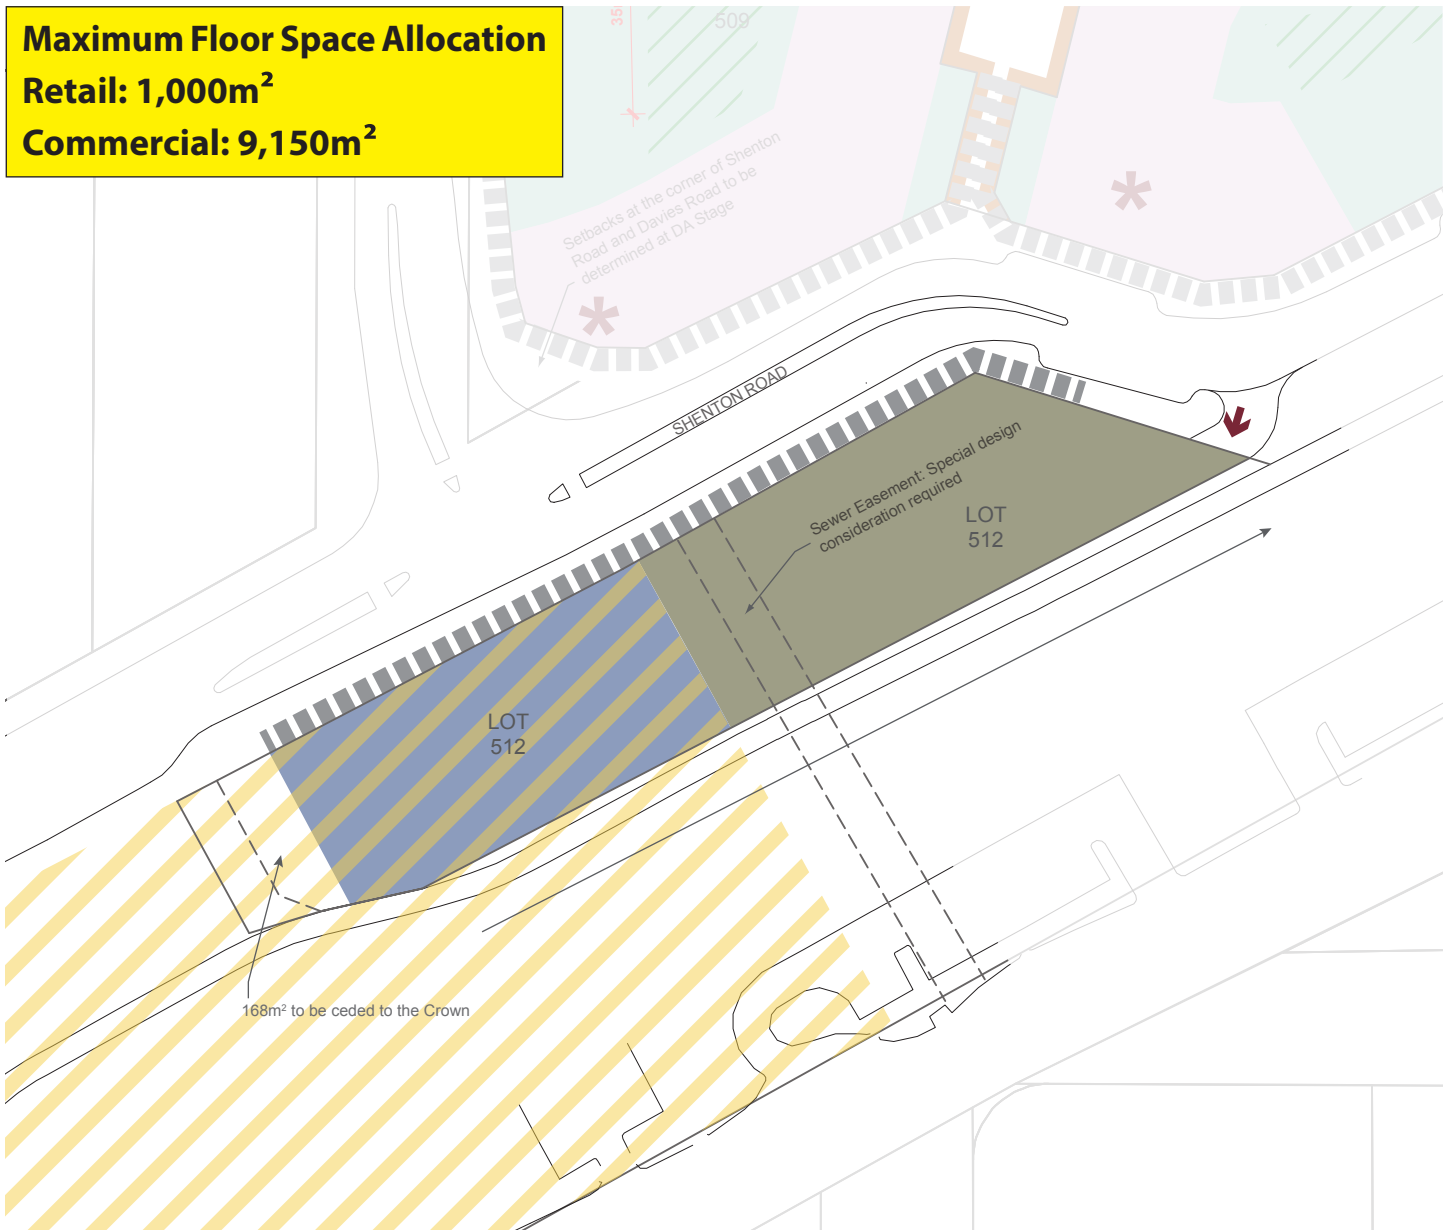 Maximum Floor Space Allocation
Retail: 1,000m²
Commercial: 9,150m²
509
Setbacks at the corner of Shenton
Road and Davies Road to be
determined at DA Stage
*
*
SHENTON ROAD
Sewer Easement: Special design
consideration required
LOT
512
LOT
512
168m² to be ceded to the Crown